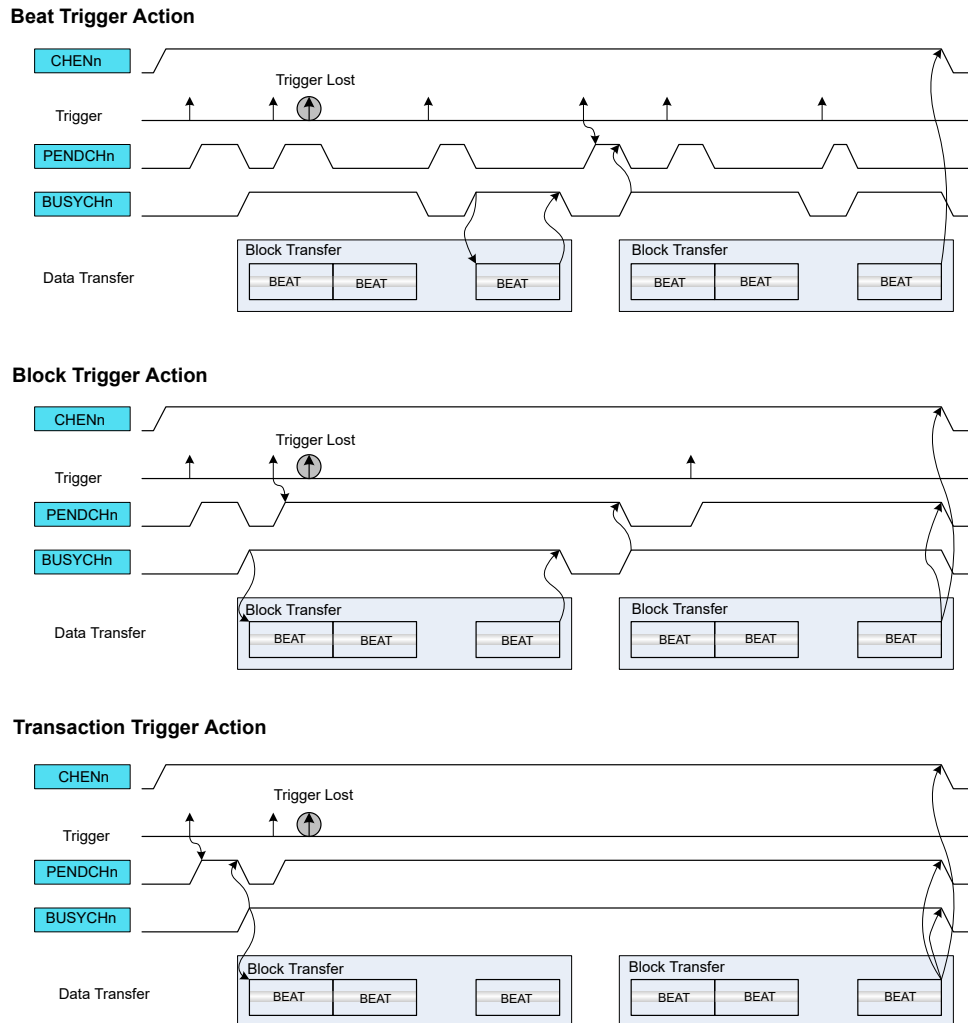 Beat Trigger Action
CHENn
Trigger Lost
Trigger
PENDCHn
BUSYCHn
Block Transfer
Block Transfer
Data Transfer
BEAT
BEAT
BEAT
BEAT
BEAT
BEAT
Block Trigger Action
CHENn
Trigger Lost
Trigger
PENDCHn
BUSYCHn
Block Transfer
Block Transfer
Data Transfer
BEAT
BEAT
BEAT
BEAT
BEAT
BEAT
Transaction Trigger Action
CHENn
Trigger Lost
Trigger
PENDCHn
BUSYCHn
Block Transfer
Block Transfer
Data Transfer
BEAT
BEAT
BEAT
BEAT
BEAT
BEAT